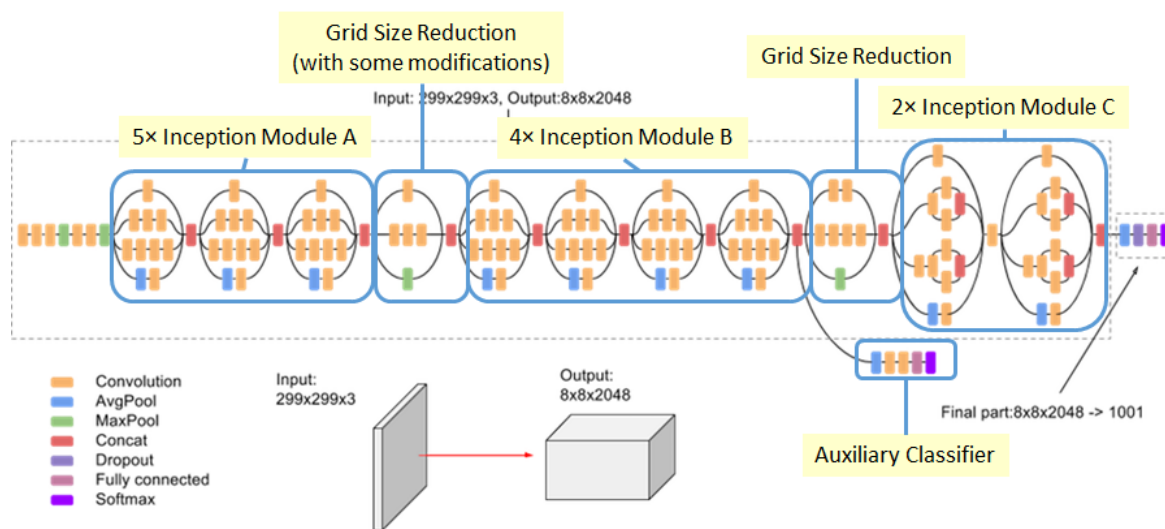 Grid Size Reduction
(with some modifications)
Grid Size Reduction
Input: 299x299x3, Output:8x8x2048
2× Inception Module C
5× Inception Module A
4× Inception Module B
Convolution
AvgPool
MaxPool
Concat
Dropout
Fully connected
Softmax
Input:
299x299x3
Output:
8x8x2048
Final part:8x8x2048 -> 1001
Auxiliary Classifier